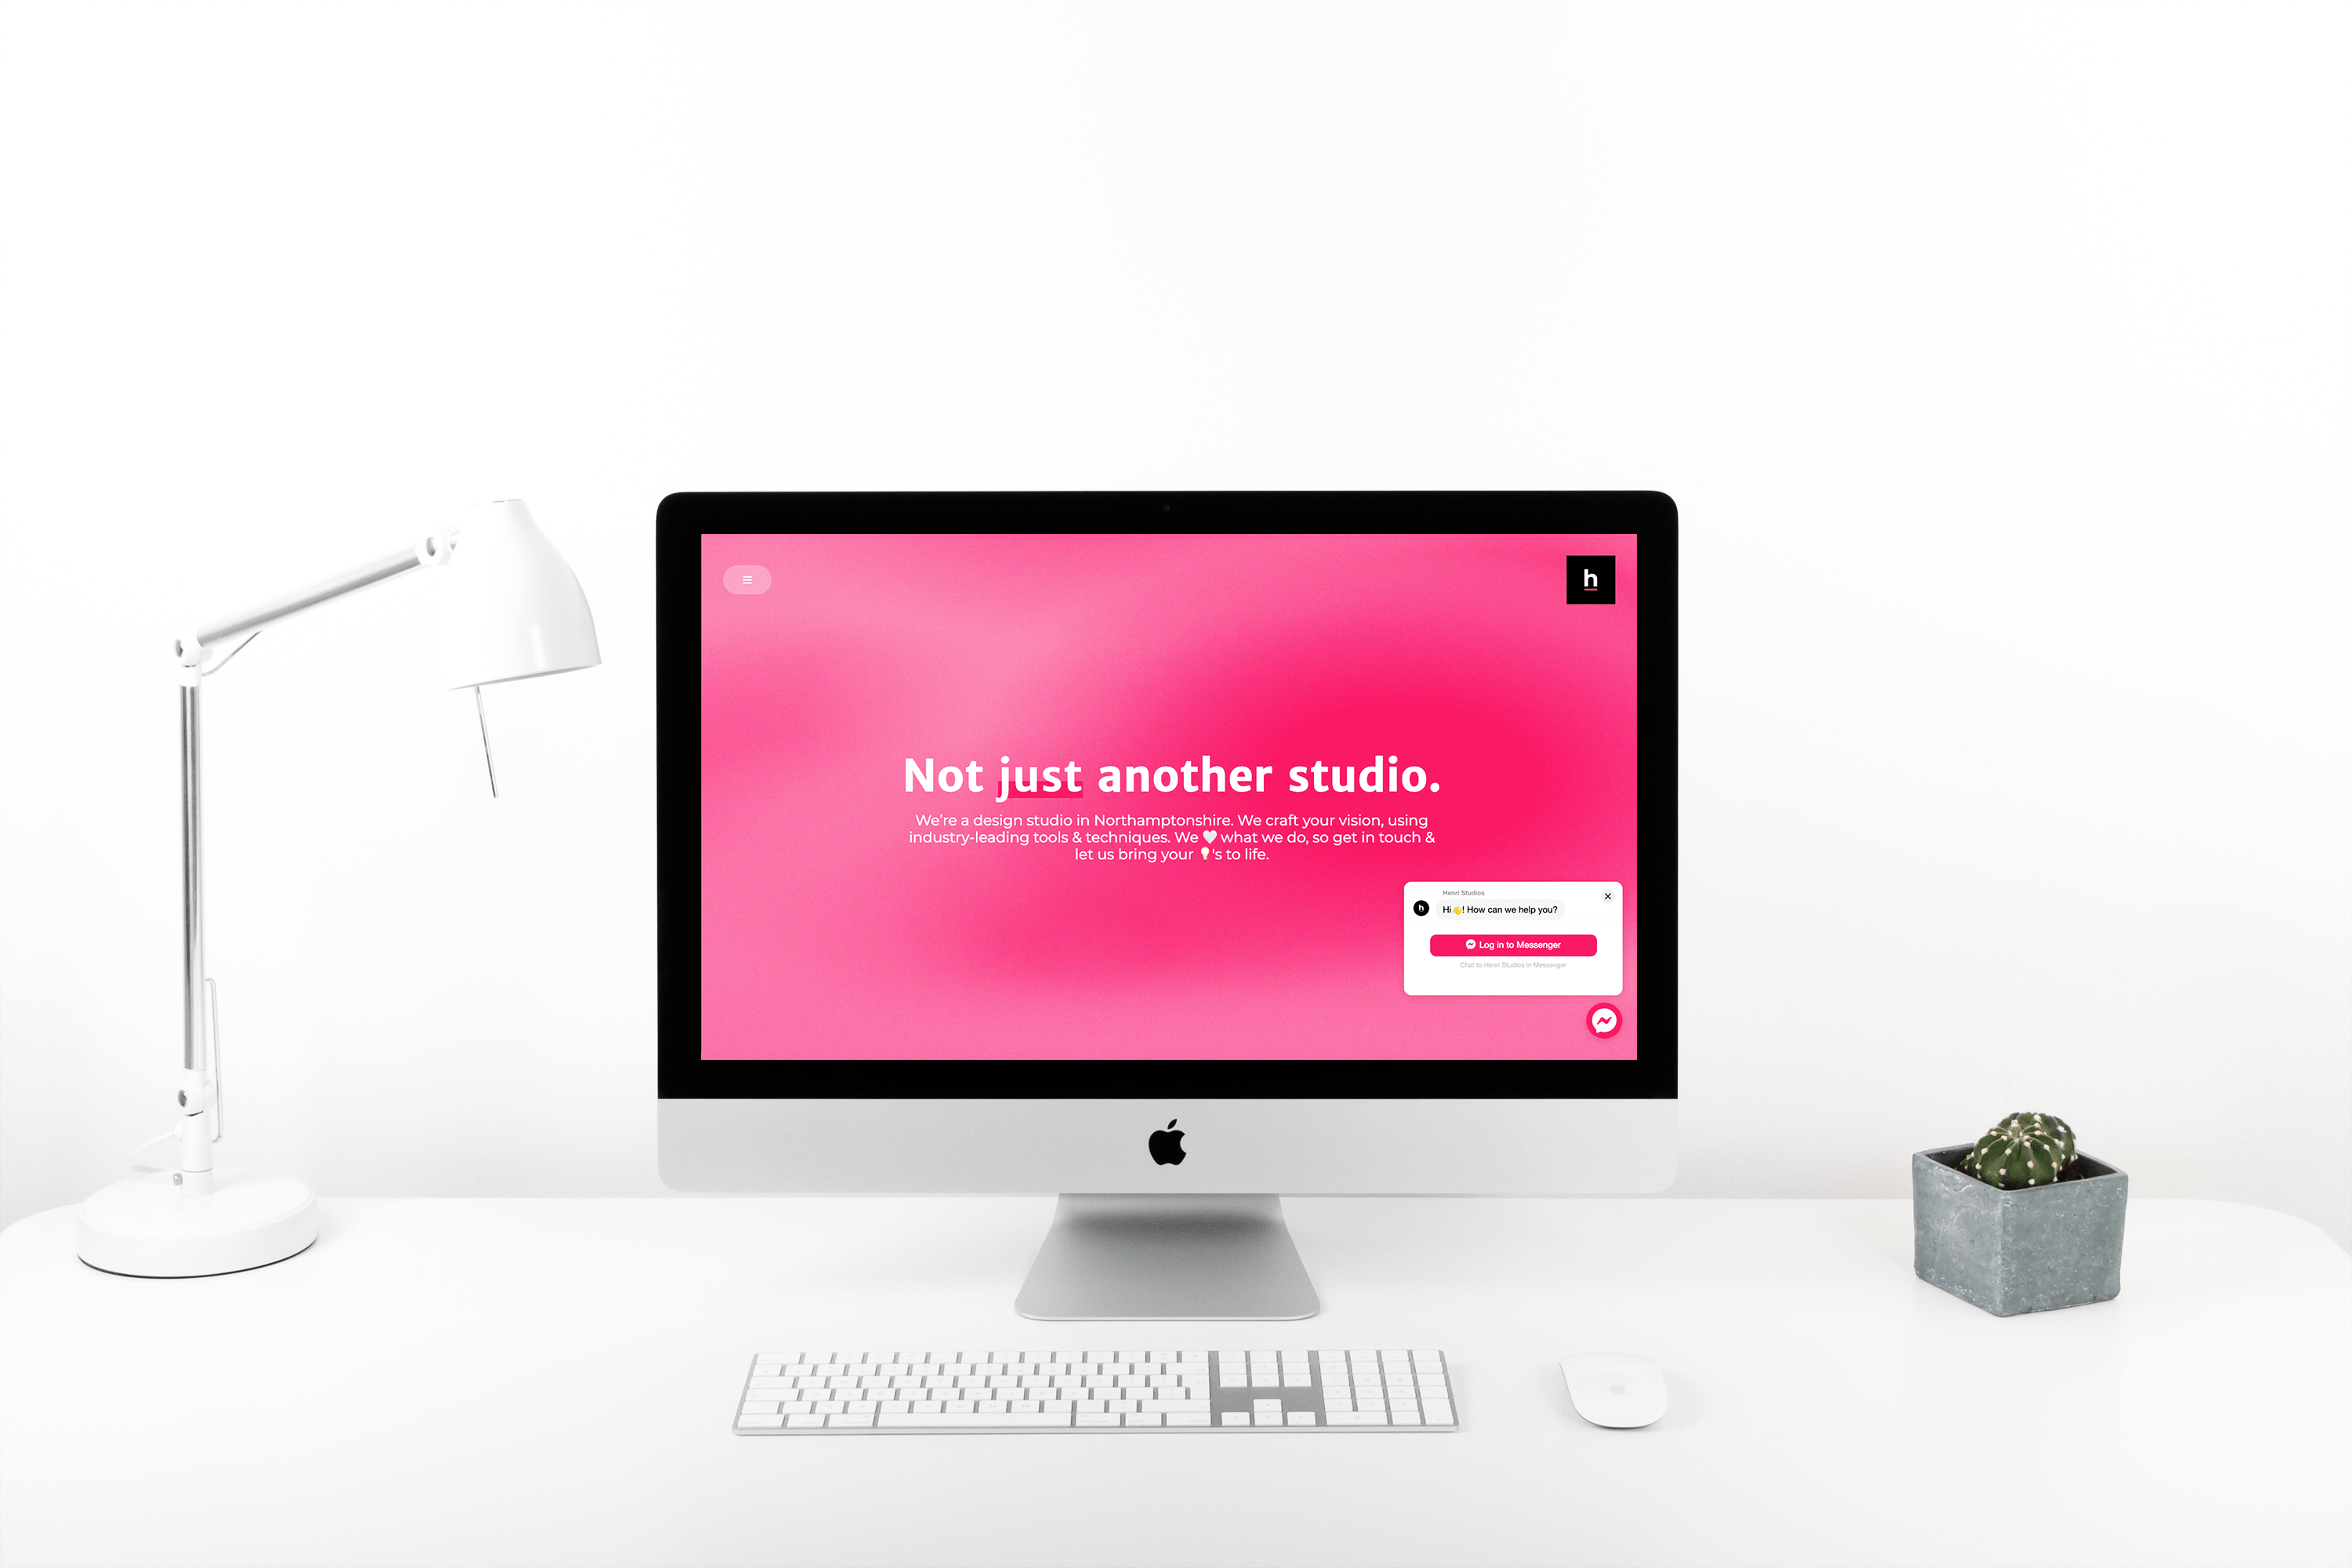 h
Not just another studio.
We're a design studio in Northamptonshire. We craft your vision, using
industry-leading tools & techniques. We 🤍 what we do, so get in touch &
let us bring your 💡's to life.
Henri Studios
h
Hi👋! How can we help you?
Log in to Messenger
Chat to Henri Studios in Messenger